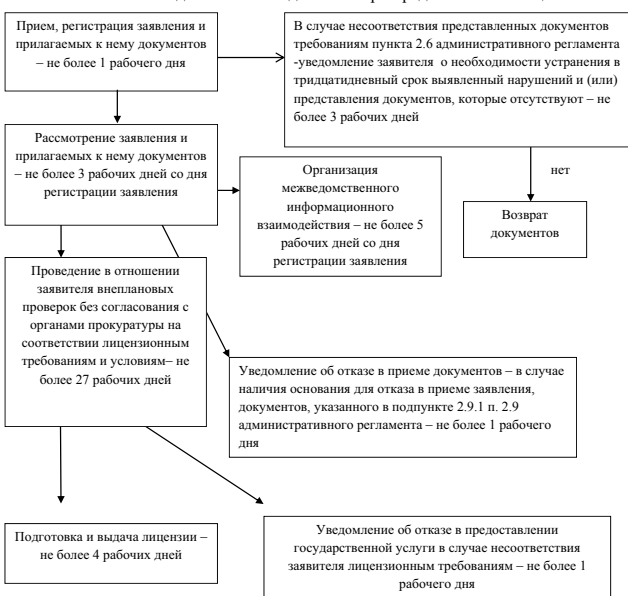 Прием, регистрация заявления и
прилагаемых к нему документов
– не более 1 рабочего дня
В случае несоответствия представленных документов
требованиям пункта 2.6 административного регламента
-уведомление заявителя о необходимости устранения в
тридцатидневный срок выявленный нарушений и (или)
представления документов, которые отсутствуют – не
более 3 рабочих дней
Рассмотрение заявления и
прилагаемых к нему документов
– не более 3 рабочих дней со дня
регистрации заявления
Организация
межведомственного
информационного
взаимодействия – не более 5
рабочих дней со дня
регистрации заявления
нет
Возврат
документов
Проведение в отношении
заявителя внеплановых
проверок без согласования с
органами прокуратуры на
соответствии лицензионным
требованиям и условиям– не
более 27 рабочих дней
Уведомление об отказе в приеме документов – в случае
наличия основания для отказа в приеме заявления,
документов, указанного в подпункте 2.9.1 п. 2.9
административного регламента – не более 1 рабочего
дня
Подготовка и выдача лицензии –
не более 4 рабочих дней
Уведомление об отказе в предоставлении
государственной услуги в случае несоответствия
заявителя лицензионным требованиям – не более 1
рабочего дня